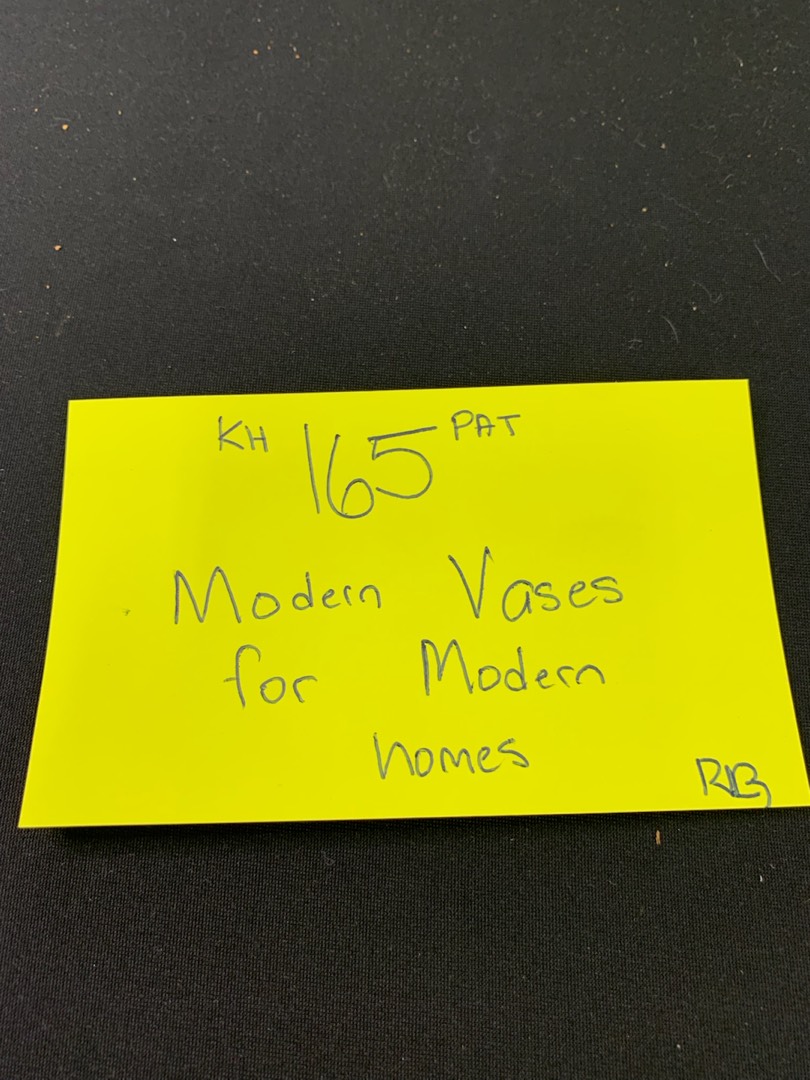 KH 165 PAT
Modern Vases
for Modern
homes
RB